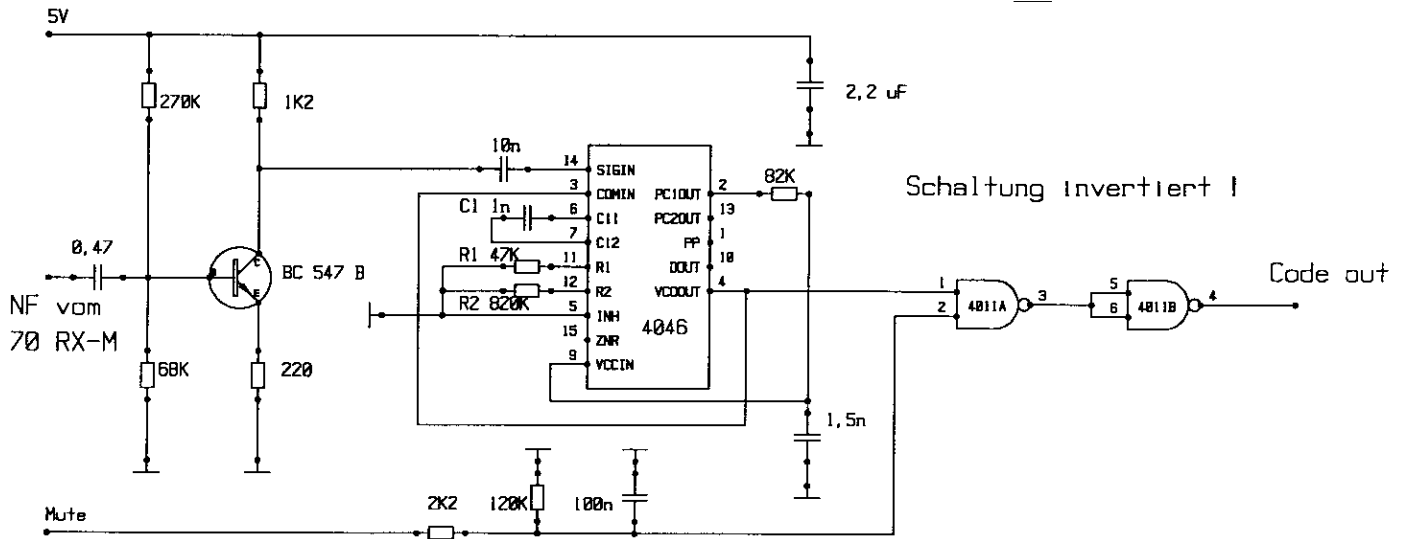 5V
270K
1K2
2,2 uF
10n
14
SIGIN
3
COMIN
PC1OUT
2
82K
Schaltung invertiert !
C1 1n
6
C11
PC2OUT
13
7
C12
PP
1
0,47
BC 547 B
C
E
R1 47K
11
R1
DOUT
10
R2 820K
12
R2
VCOOUT
4
NF vom
70 RX-M
5
INH
4046
15
ZNR
9
VCCIN
1
2
4011A
3
5
6
4011B
4
Code out
68K
220
1,5n
Mute
2K2
120K
100n